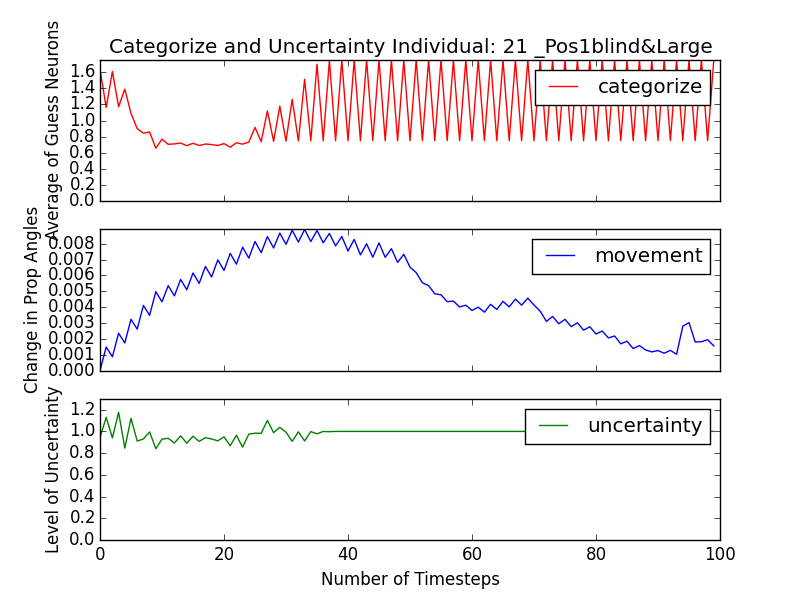 Categorize and Uncertainty Individual: 21 _Pos1blind&Large
Average of Guess Neurons
1.6
1.4
1.2
1.0
0.8
0.6
0.4
0.2
0.0
categorize
Change in Prop Angles
0.008
0.007
0.006
0.005
0.004
0.003
0.002
0.001
0.000
movement
Level of Uncertainty
1.2
1.0
0.8
0.6
0.4
0.2
0.0
uncertainty
0 20 40 60 80 100
Number of Timesteps